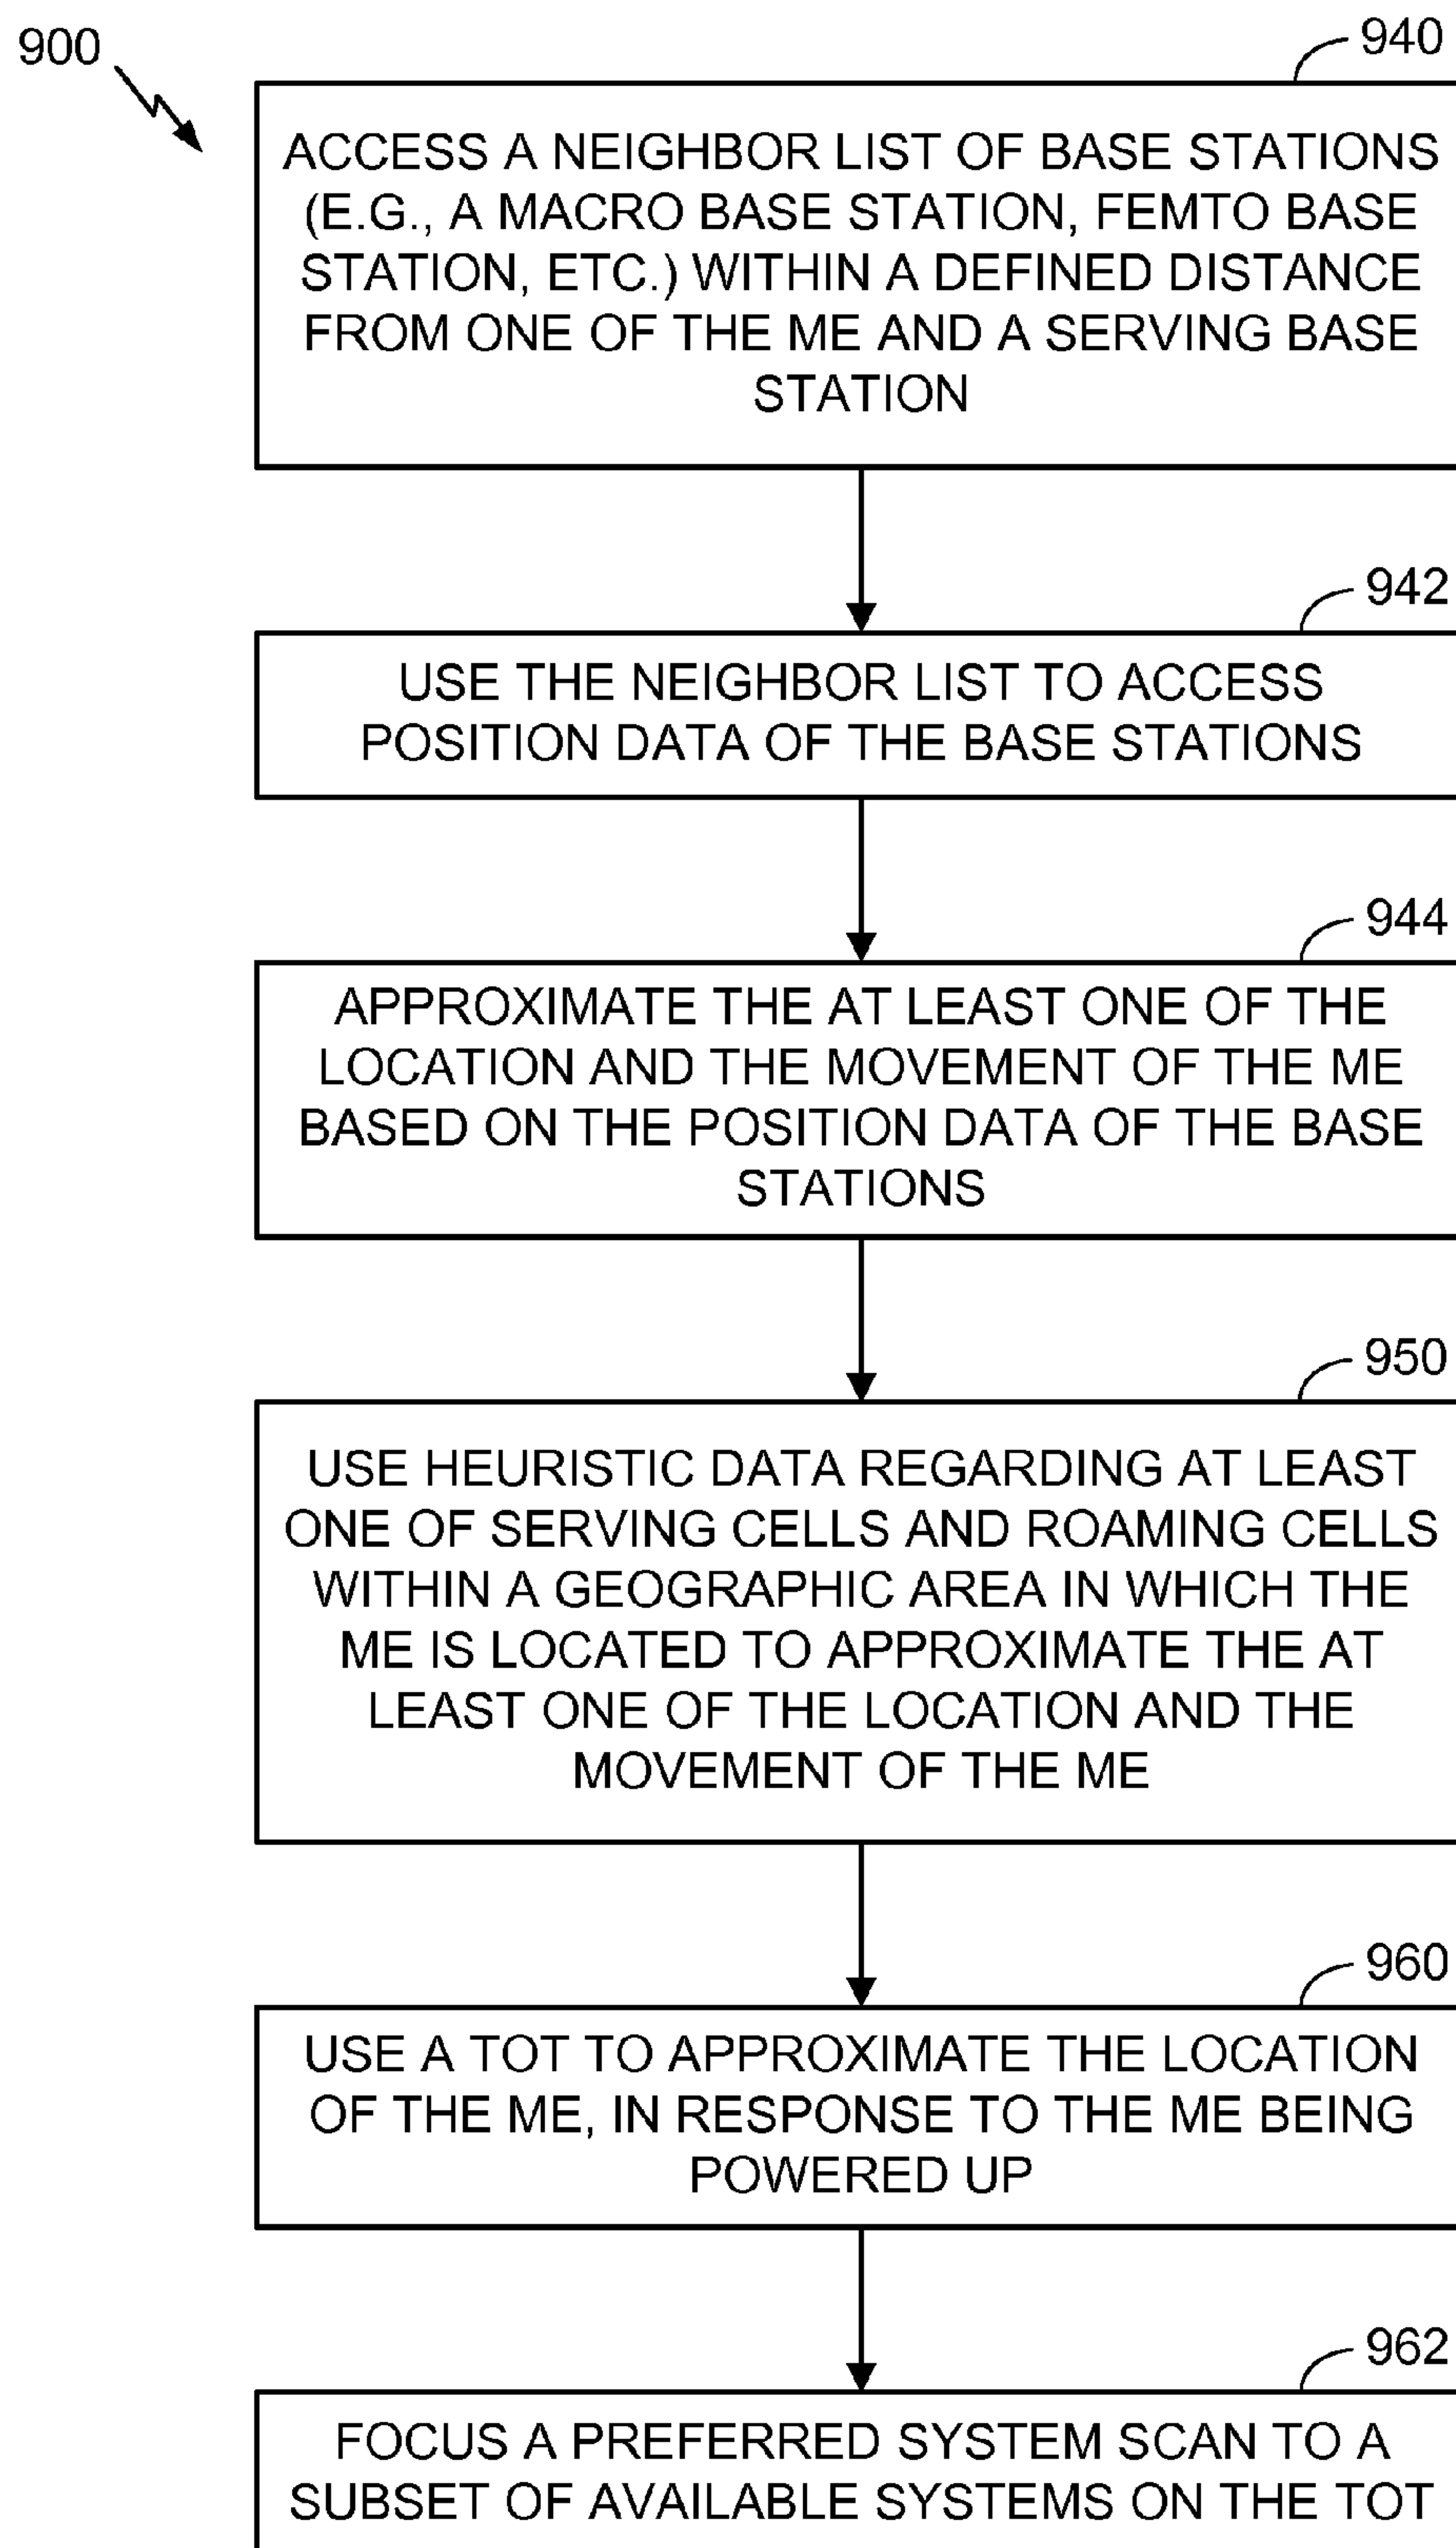 900
940
ACCESS A NEIGHBOR LIST OF BASE STATIONS
(E.G., A MACRO BASE STATION, FEMTO BASE
STATION, ETC.) WITHIN A DEFINED DISTANCE
FROM ONE OF THE ME AND A SERVING BASE
STATION
942
USE THE NEIGHBOR LIST TO ACCESS
POSITION DATA OF THE BASE STATIONS
944
APPROXIMATE THE AT LEAST ONE OF THE
LOCATION AND THE MOVEMENT OF THE ME
BASED ON THE POSITION DATA OF THE BASE
STATIONS
950
USE HEURISTIC DATA REGARDING AT LEAST
ONE OF SERVING CELLS AND ROAMING CELLS
WITHIN A GEOGRAPHIC AREA IN WHICH THE
ME IS LOCATED TO APPROXIMATE THE AT
LEAST ONE OF THE LOCATION AND THE
MOVEMENT OF THE ME
960
USE A TOT TO APPROXIMATE THE LOCATION
OF THE ME, IN RESPONSE TO THE ME BEING
POWERED UP
962
FOCUS A PREFERRED SYSTEM SCAN TO A
SUBSET OF AVAILABLE SYSTEMS ON THE TOT